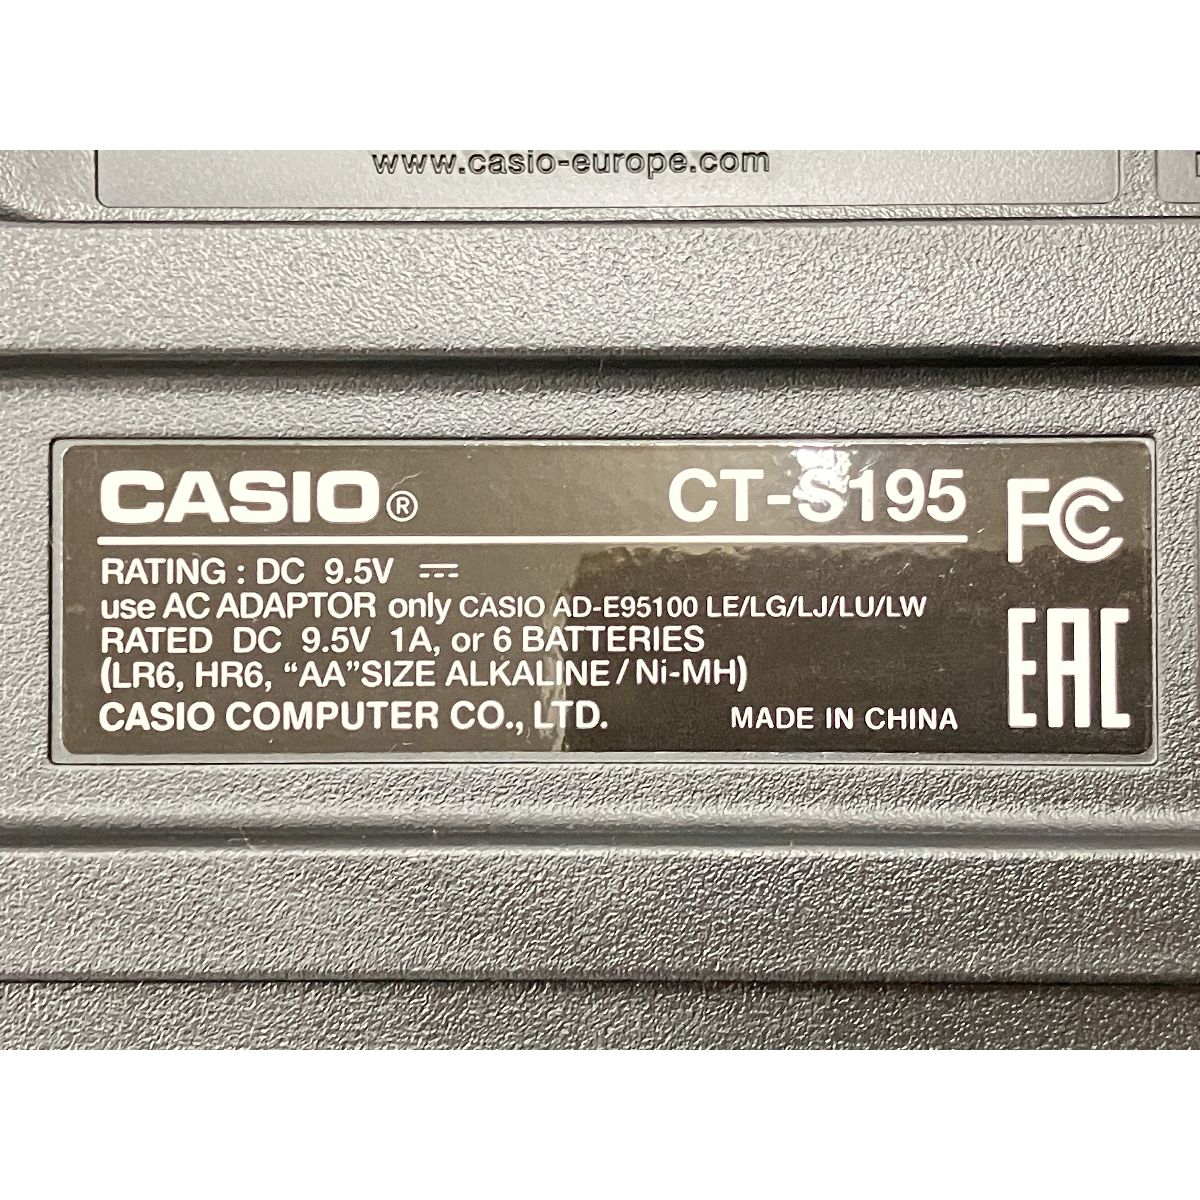 www.casio-europe.com
CASIO® CT-S195
FC
RATING : DC 9.5V ⎓
use AC ADAPTOR only CASIO AD-E95100 LE/LG/LJ/LU/LW
RATED DC 9.5V 1A, or 6 BATTERIES
(LR6, HR6, “AA”SIZE ALKALINE / Ni-MH)
EAC
CASIO COMPUTER CO., LTD. MADE IN CHINA